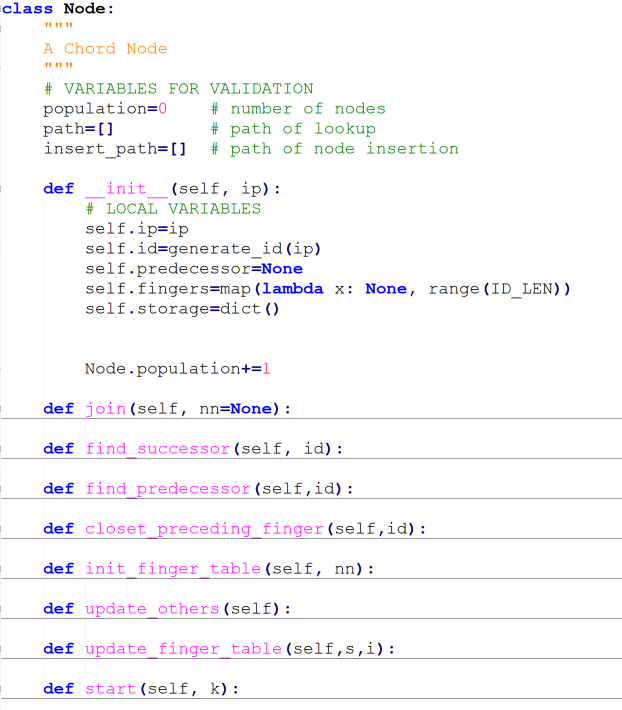 class Node:
    """
    A Chord Node
    """
    # VARIABLES FOR VALIDATION
    population=0    # number of nodes
    path=[]         # path of lookup
    insert_path=[]  # path of node insertion
    def __init__(self, ip):
        # LOCAL VARIABLES
        self.ip=ip
        self.id=generate_id(ip)
        self.predecessor=None
        self.fingers=map(lambda x: None, range(ID_LEN))
        self.storage=dict()
        Node.population+=1
    def join(self, nn=None):
    def find_successor(self, id):
    def find_predecessor(self,id):
    def closet_preceding_finger(self,id):
    def init_finger_table(self, nn):
    def update_others(self):
    def update_finger_table(self,s,i):
    def start(self, k):